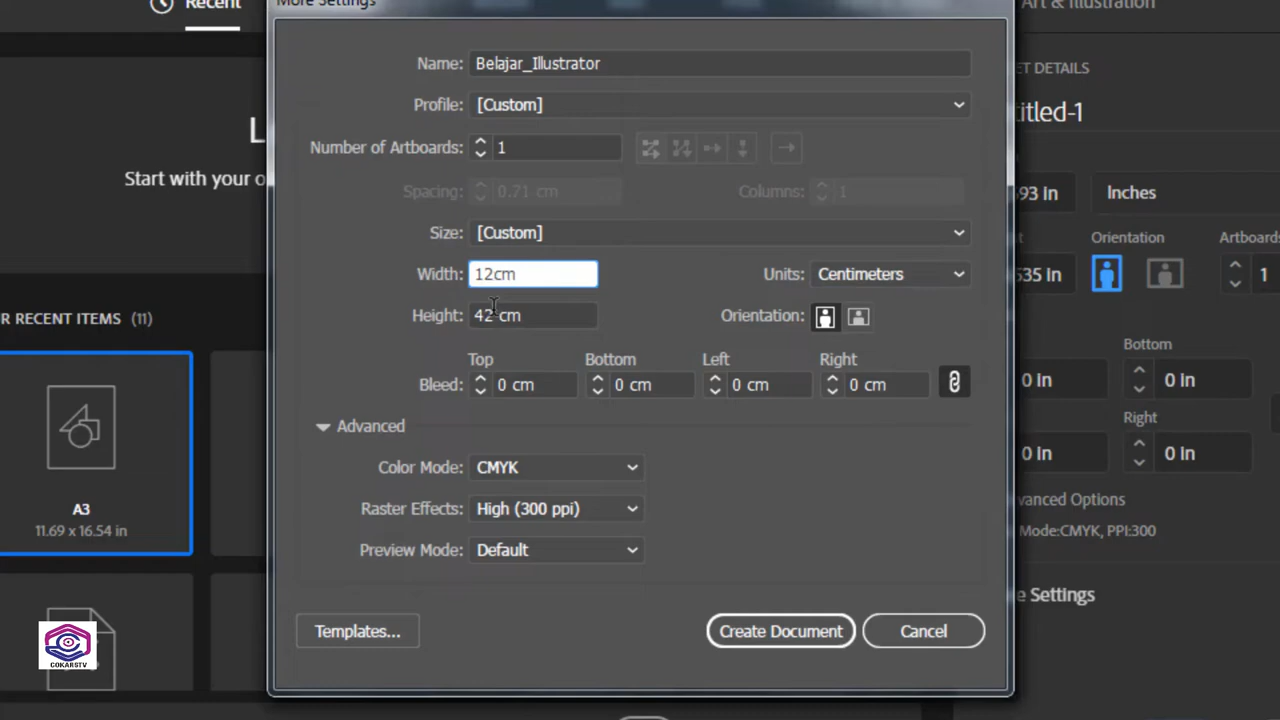 Recent
More Settings
Art & Illustration
Name: Belajar_Illustrator
ET DETAILS
Profile: [Custom]
titled-1
Start with your o
Number of Artboards: 1
Spacing: 0.71 cm Columns: 1
93 in Inches
Size: [Custom]
Orientation Artboards
Width: 12cm Units: Centimeters
535 in 1
Height: 42 cm Orientation:
R RECENT ITEMS (11)
Top Bottom Left Right
Bottom
Bleed: 0 cm 0 cm 0 cm 0 cm
0 in 0 in
Advanced
Right
0 in 0 in
Color Mode: CMYK
A3
11.69 x 16.54 in
Raster Effects: High (300 ppi)
vanced Options
Mode:CMYK, PPI:300
Preview Mode: Default
e Settings
Templates... Create Document Cancel
COKARSTV